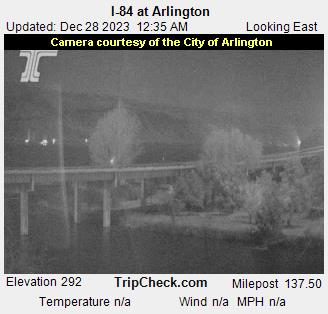 I-84 at Arlington
Updated: Dec 28 2023 12:35 AM Looking East
Camera courtesy of the City of Arlington
Elevation 292 TripCheck.com Milepost 137.50
Temperature n/a Wind n/a MPH n/a